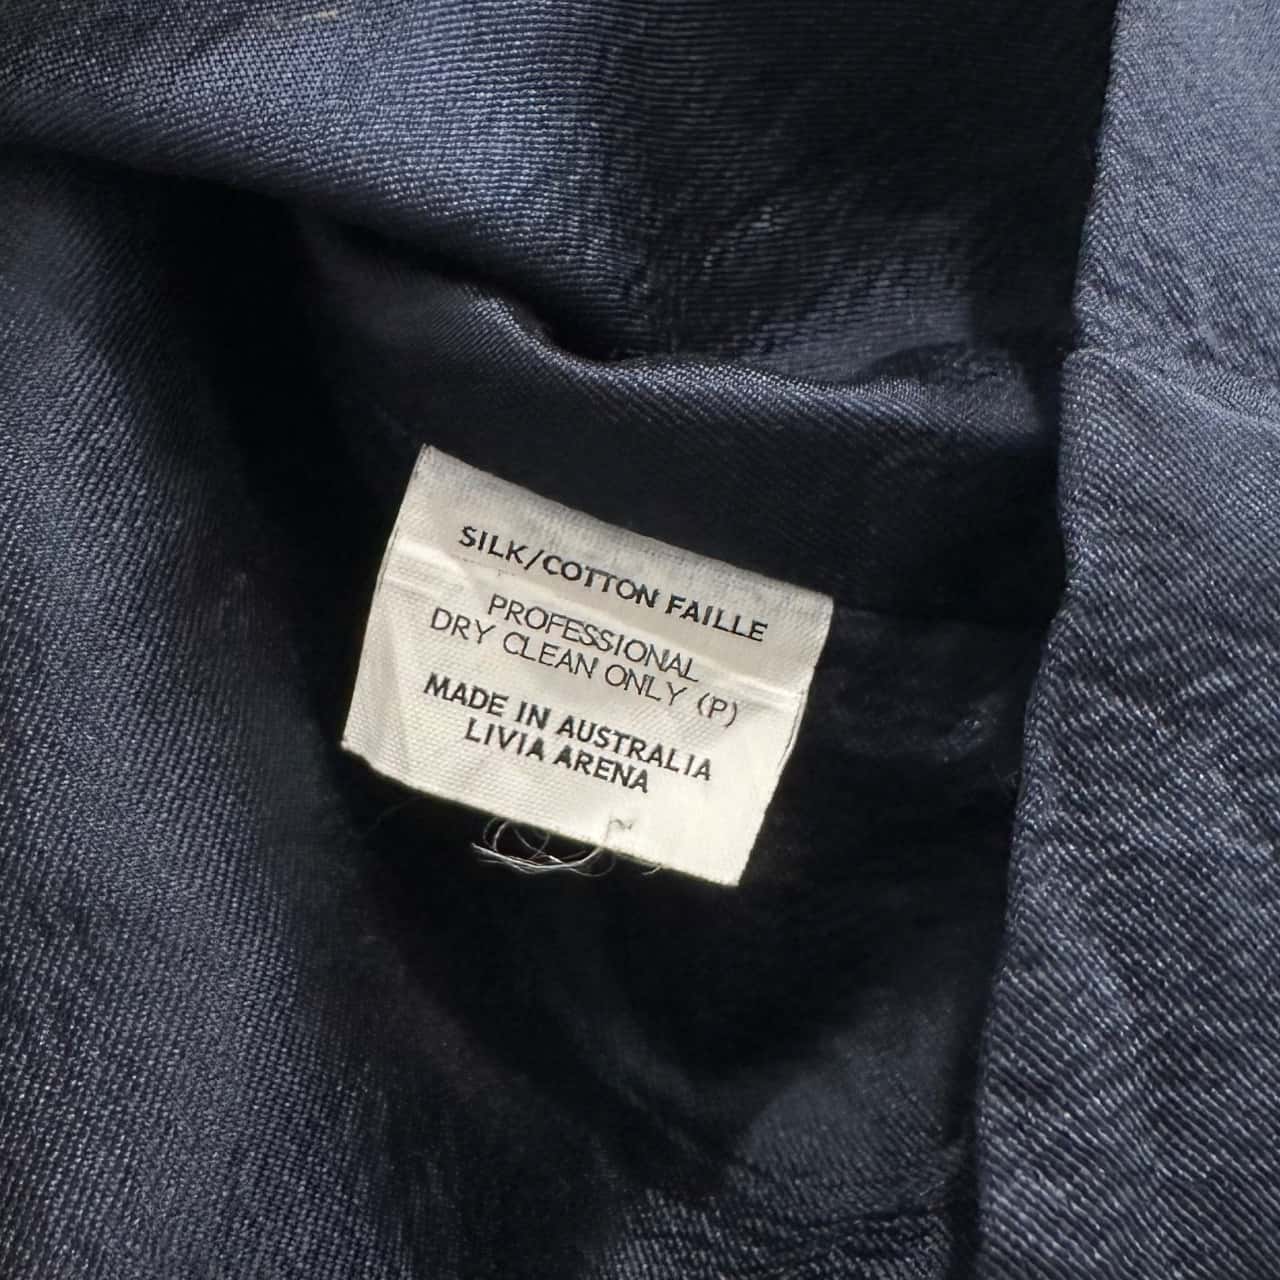 SILK/COTTON FAILLE
PROFESSIONAL
DRY CLEAN ONLY (P)
MADE IN AUSTRALIA
LIVIA ARENA